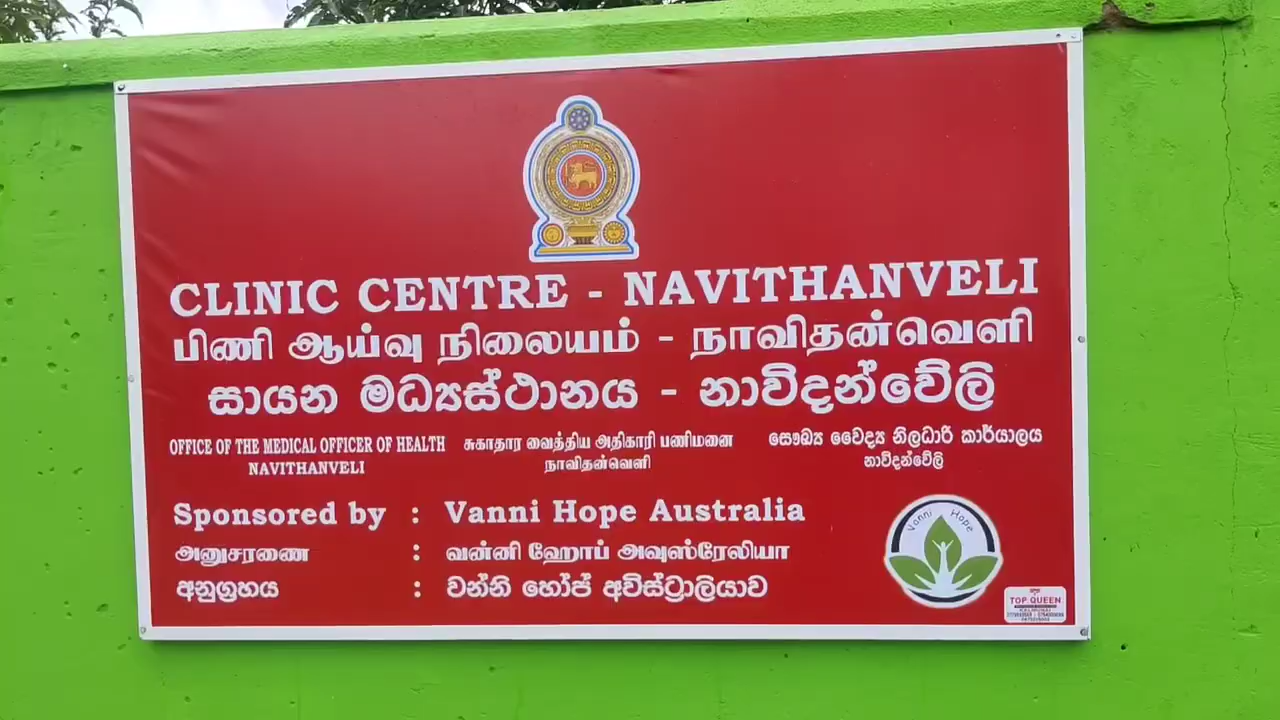 CLINIC CENTRE - NAVITHANVELI
பிணி ஆய்வு நிலையம் - நாவிதன்வெளி
සායන මධ්‍යස්ථානය - නාවිදන්වේලි
OFFICE OF THE MEDICAL OFFICER OF HEALTH
NAVITHANVELI
சுகாதார வைத்திய அதிகாரி பணிமனை
நாவிதன்வெளி
සෞඛ්‍ය වෛද්‍ය නිලධාරි කාර්යාලය
නාවිදන්වේලි
Sponsored by : Vanni Hope Australia
அனுசரணை : வன்னி ஹோப் அவுஸ்ரேலியா
අනුග්‍රහය : වන්නි හෝප් අවිස්ට්‍රාලියාව
Vanni Hope
TOP QUEEN